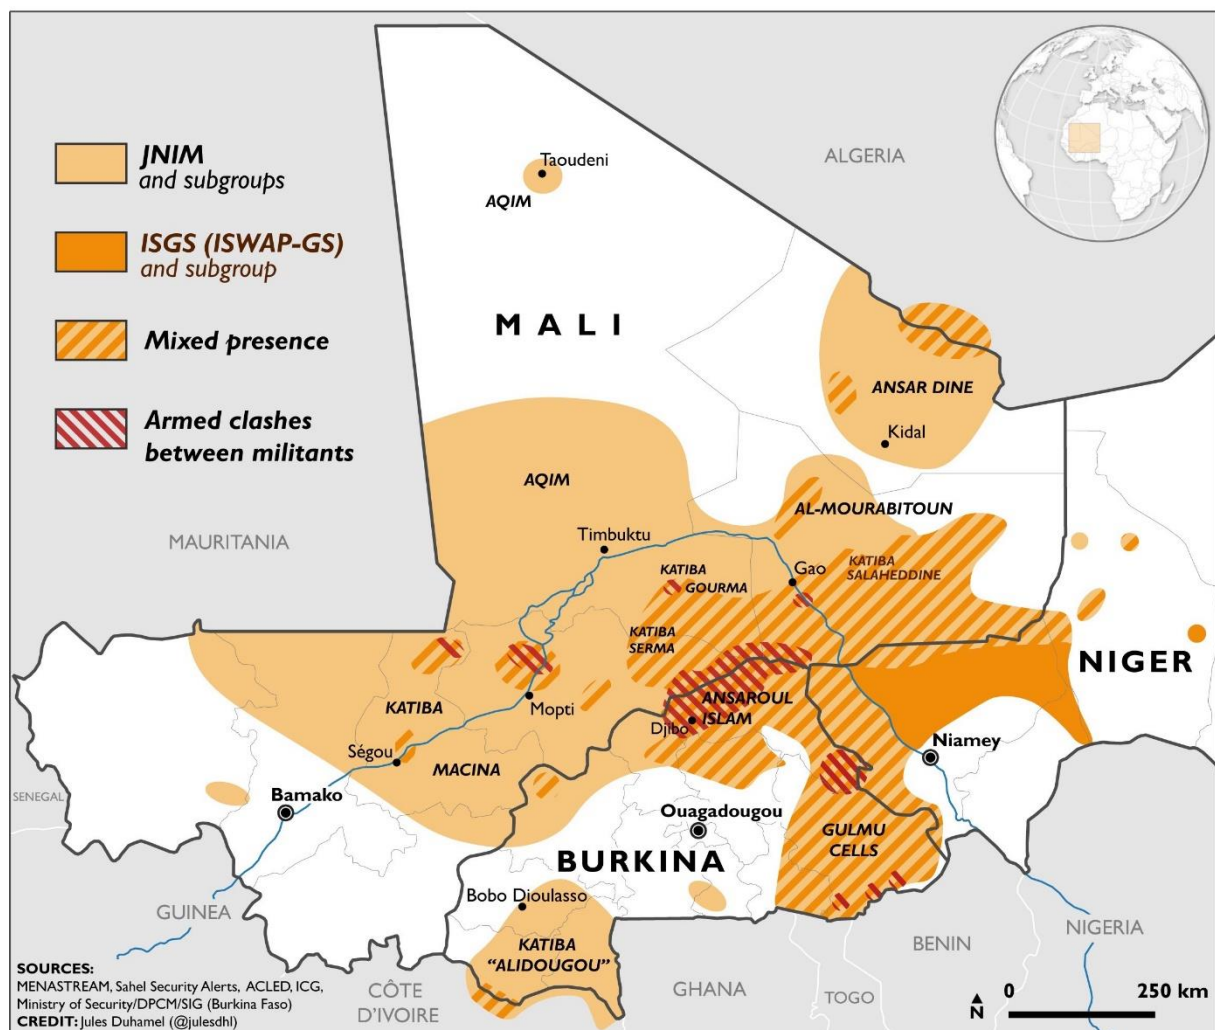 JNIM
and subgroups
ISGS (ISWAP-GS)
and subgroup
Mixed presence
Armed clashes
between militants
Taoudeni
AQIM
ALGERIA
MALI
ANSAR DINE
Kidal
AQIM
AL-MOURABITOUN
MAURITANIA
Timbuktu
KATIBA
GOURMA
Gao
KATIBA
SALAHEDDINE
KATIBA
SERMA
NIGER
KATIBA
Mopti
ANSAROUL
ISLAM
Djibo
Ségou
MACINA
Niamey
SENEGAL
Bamako
Ouagadougou
GULMU
CELLS
BURKINA
Bobo Dioulasso
GUINEA
NIGERIA
BENIN
KATIBA
"ALIDOUGOU"
CÔTE
D'IVOIRE
GHANA
TOGO
SOURCES:
MENASTREAM, Sahel Security Alerts, ACLED, ICG,
Ministry of Security/DPCM/SIG (Burkina Faso)
CREDIT: Jules Duhamel (@julesdhl)
N
0 250 km